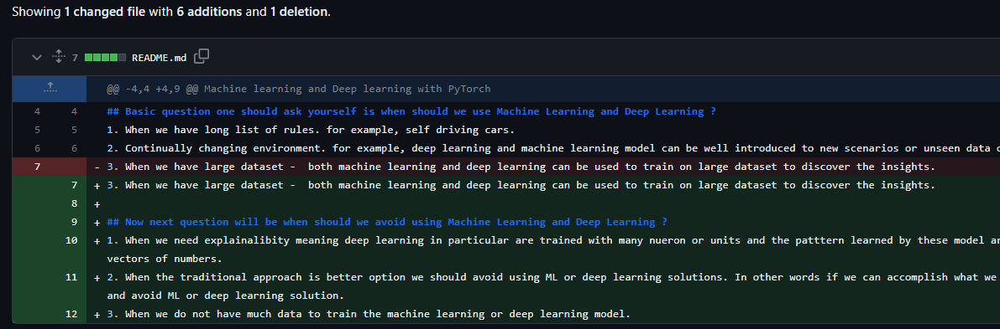 Showing 1 changed file with 6 additions and 1 deletion.
7 README.md
@@ -4,4 +4,9 @@ Machine learning and Deep learning with PyTorch
4 4 ## Basic question one should ask yourself is when should we use Machine Learning and Deep Learning ?
5 5 1. When we have long list of rules. for example, self driving cars.
6 6 2. Continually changing environment. for example, deep learning and machine learning model can be well introduced to new scenarios or unseen data
7 - 3. When we have large dataset -  both machine learning and deep learning can be used to train on large dataset to discover the insights.
7 + 3. When we have large dataset -  both machine learning and deep learning can be used to train on large dataset to discover the insights.
8 +
9 + ## Now next question will be when should we avoid using Machine Learning and Deep Learning ?
10 + 1. When we need explainalibity meaning deep learning in particular are trained with many nueron or units and the patttern learned by these model
vectors of numbers.
11 + 2. When the traditional approach is better option we should avoid using ML or deep learning solutions. In other words if we can accomplish what we
and avoid ML or deep learning solution.
12 + 3. When we do not have much data to train the machine learning or deep learning model.